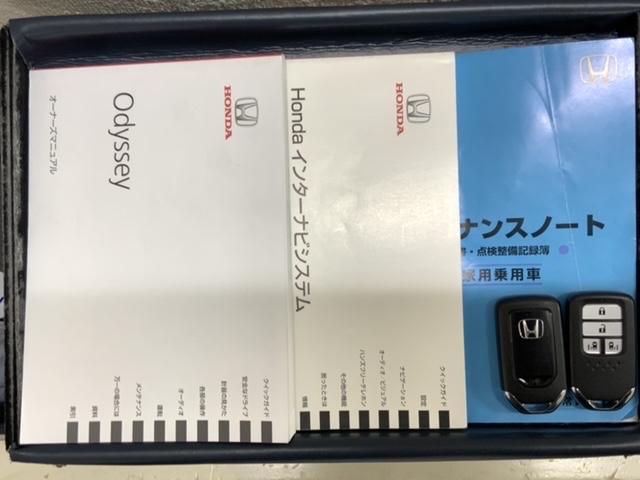 HONDA
Odyssey
オーナーズマニュアル
クイックガイド
安全なドライブ
計器の見かた
各部の操作
オーディオ
運転
メンテナンス
万一の場合には
資料
索引
HONDA
Honda インターナビシステム
クイックガイド
設定
ナビゲーション
オーディオ・ビジュアル
ハンズフリーテレホン
その他の機能
困ったときは
情報
ナンスノート
書・点検整備記録簿
家用乗用車